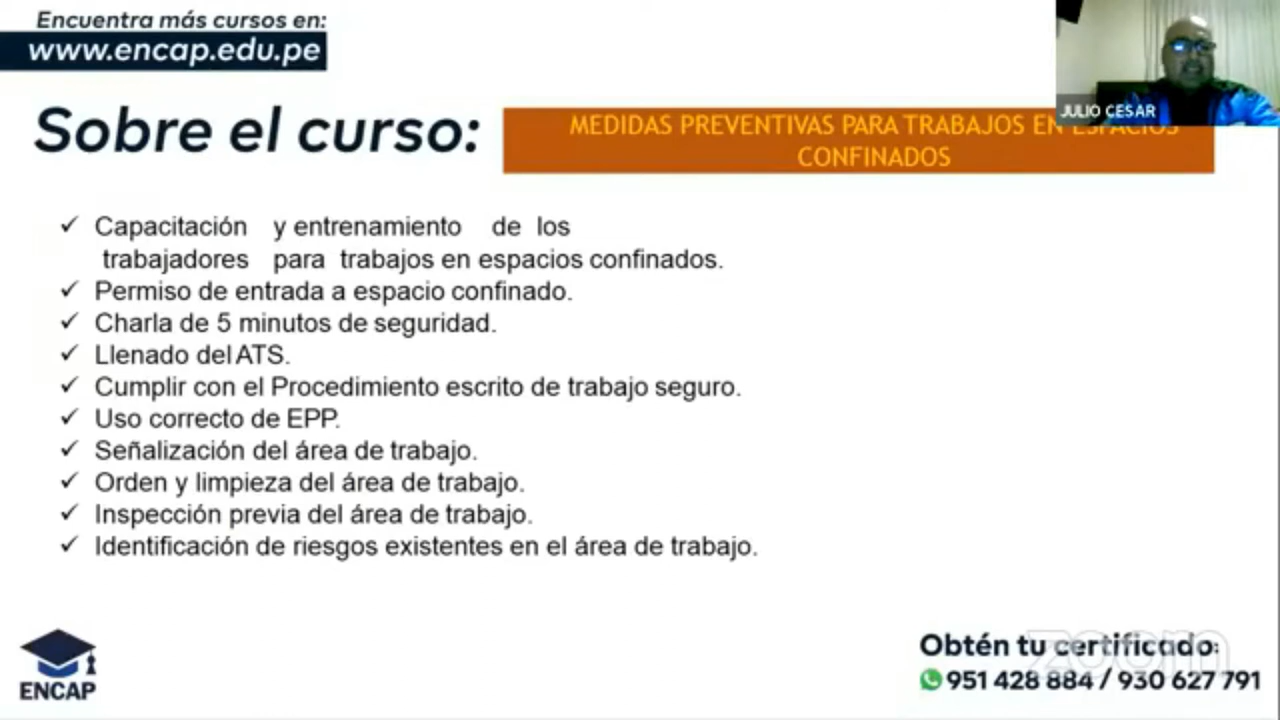 Encuentra más cursos en:
www.encap.edu.pe
JULIO CESAR
Sobre el curso:
MEDIDAS PREVENTIVAS PARA TRABAJOS EN ESPACIOS
CONFINADOS
✓ Capacitación y entrenamiento de los
trabajadores para trabajos en espacios confinados.
✓ Permiso de entrada a espacio confinado.
✓ Charla de 5 minutos de seguridad.
✓ Llenado del ATS.
✓ Cumplir con el Procedimiento escrito de trabajo seguro.
✓ Uso correcto de EPP.
✓ Señalización del área de trabajo.
✓ Orden y limpieza del área de trabajo.
✓ Inspección previa del área de trabajo.
✓ Identificación de riesgos existentes en el área de trabajo.
ENCAP
Obtén tu certificado:
zoom
951 428 884 / 930 627 791